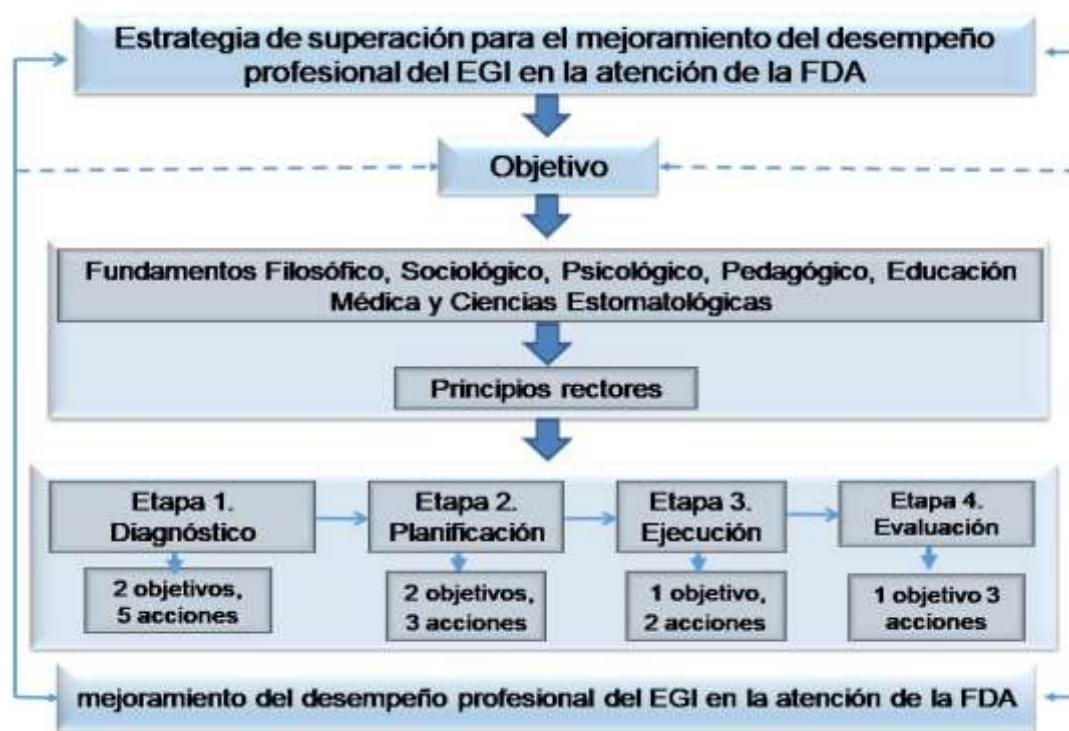 Estrategia de superación para el mejoramiento del desempeño
profesional del EGI en la atención de la FDA
Objetivo
Fundamentos Filosófico, Sociológico, Psicológico, Pedagógico, Educación
Médica y Ciencias Estomatológicas
Principios rectores
Etapa 1.
Diagnóstico
2 objetivos,
5 acciones
Etapa 2.
Planificación
2 objetivos,
3 acciones
Etapa 3.
Ejecución
1 objetivo,
2 acciones
Etapa 4.
Evaluación
1 objetivo 3
acciones
mejoramiento del desempeño profesional del EGI en la atención de la FDA